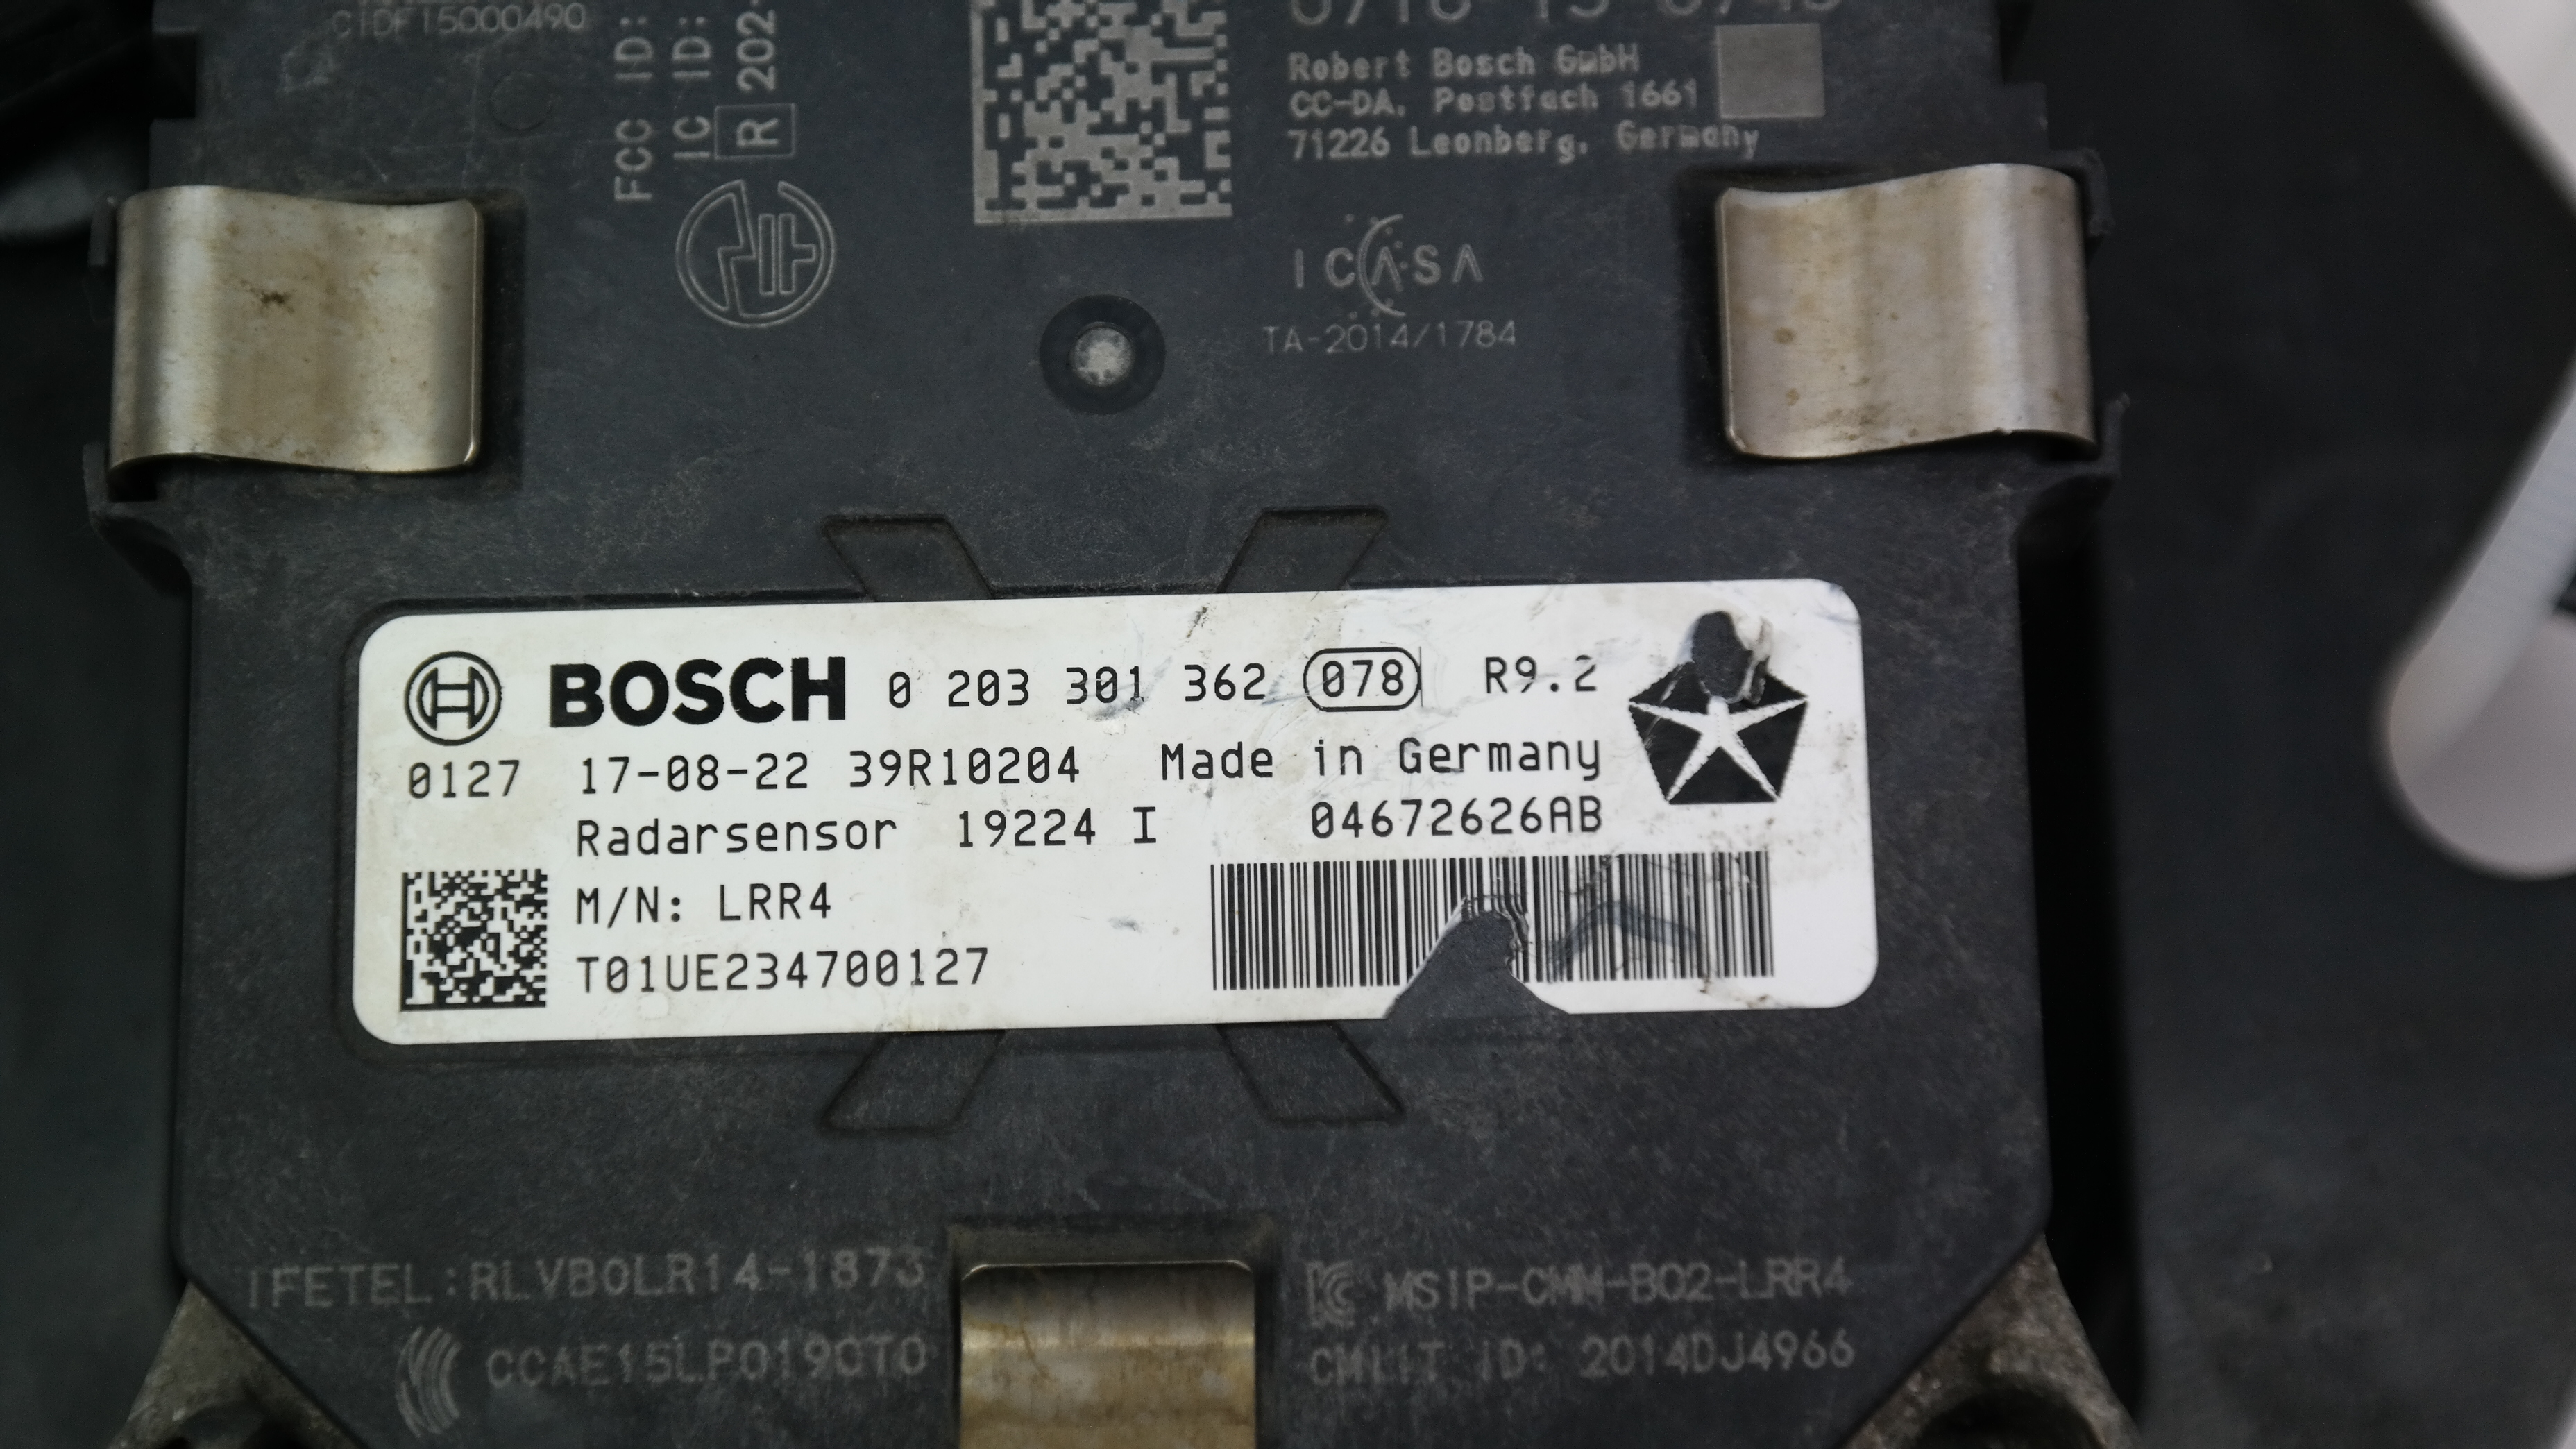 CIDF15000490
FCC ID:
IC ID:
R 202-
Robert Bosch GmbH
CC-DA, Postfach 1661
71226 Leonberg, Germany
ICASA
TA-2014/1784
BOSCH 0 203 301 362 078 R9.2
0127 17-08-22 39R10204 Made in Germany
Radarsensor 19224 I 04672626AB
M/N: LRR4
T01UE234700127
IFETEL:RLVBOLR14-1873
MSIP-CMM-BO2-LRR4
CCAE15LP0190T0
CMIIT ID: 2014DJ4966